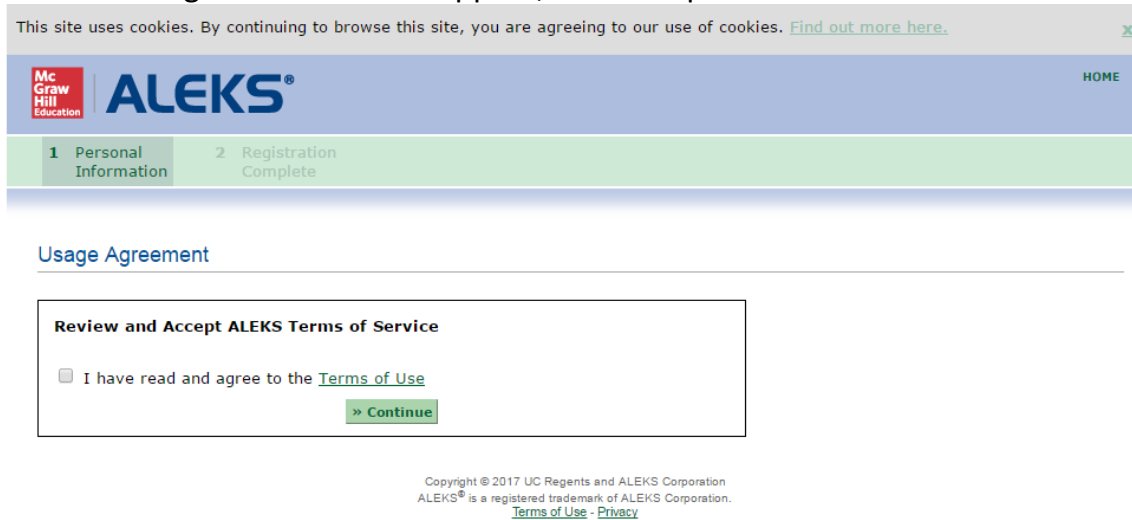 This site uses cookies. By continuing to browse this site, you are agreeing to our use of cookies. Find out more here.
x
Mc
Graw
Hill
Education
ALEKS®
HOME
1 Personal
Information
2 Registration
Complete
Usage Agreement
Review and Accept ALEKS Terms of Service
I have read and agree to the Terms of Use
» Continue
Copyright © 2017 UC Regents and ALEKS Corporation
ALEKS® is a registered trademark of ALEKS Corporation.
Terms of Use - Privacy